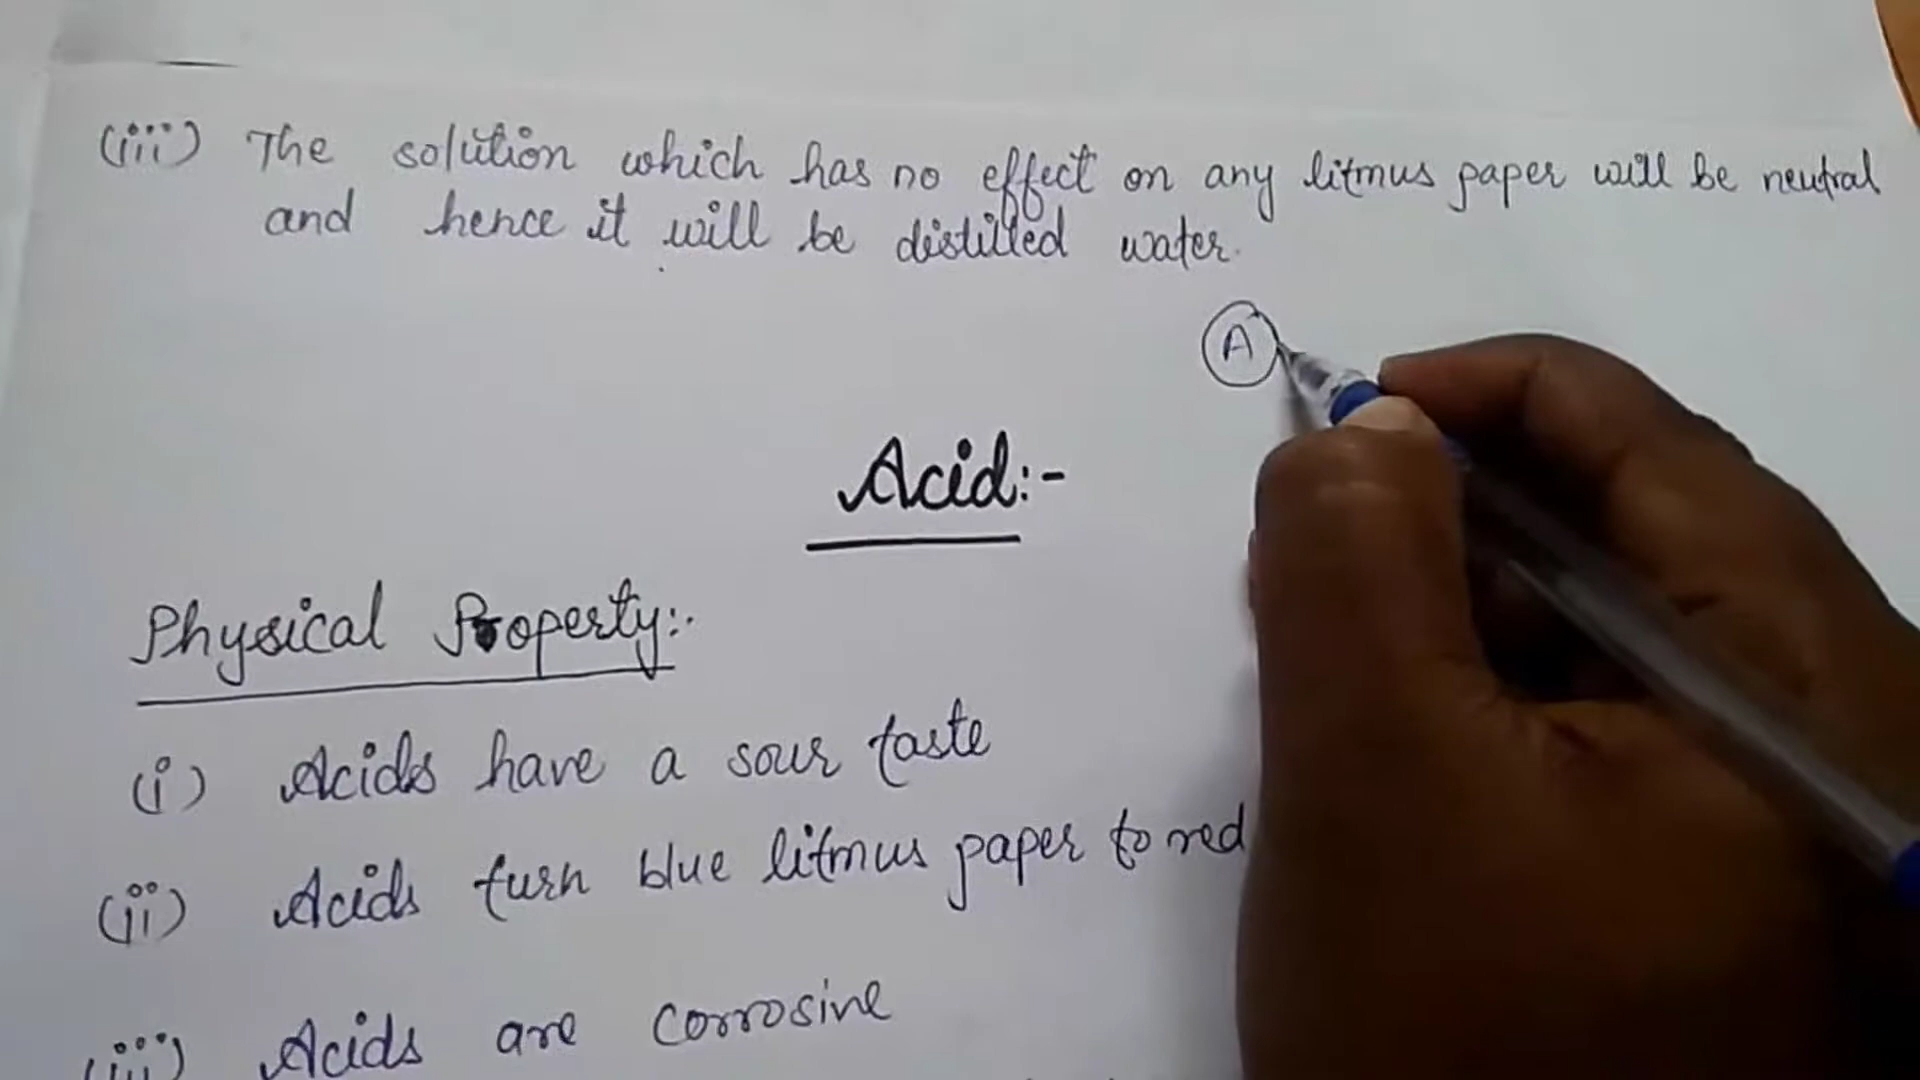 (iii) The solution which has no effect on any litmus paper will be neutral
and hence it will be distilled water.
A
Acid:-
Physical Property:-
(i) Acids have a sour taste
(ii) Acids turn blue litmus paper to red
(iii) Acids are corrosine